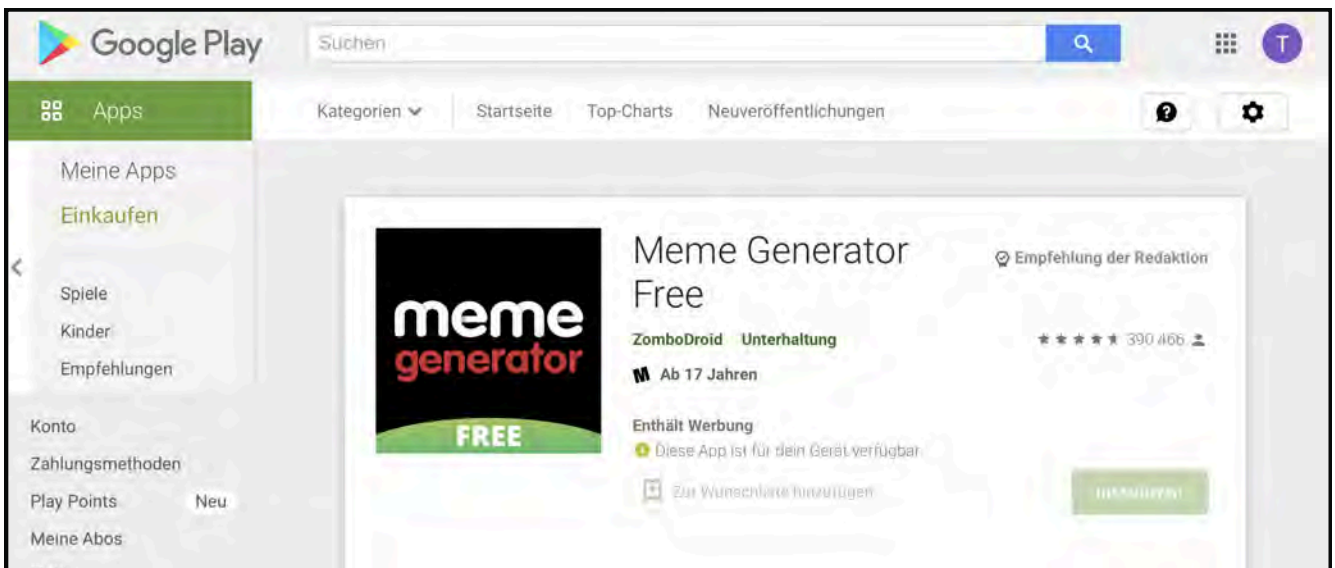 Google Play
Suchen
T
Apps
Kategorien
Startseite
Top-Charts
Neuveröffentlichungen
Meine Apps
Einkaufen
Spiele
Kinder
Empfehlungen
Konto
Zahlungsmethoden
Play Points Neu
Meine Abos
meme
generator
FREE
Meme Generator
Free
Empfehlung der Redaktion
ZomboDroid Unterhaltung
390.466
Ab 17 Jahren
Enthält Werbung
Diese App ist für dein Gerät verfügbar
Zur Wunschliste hinzufügen